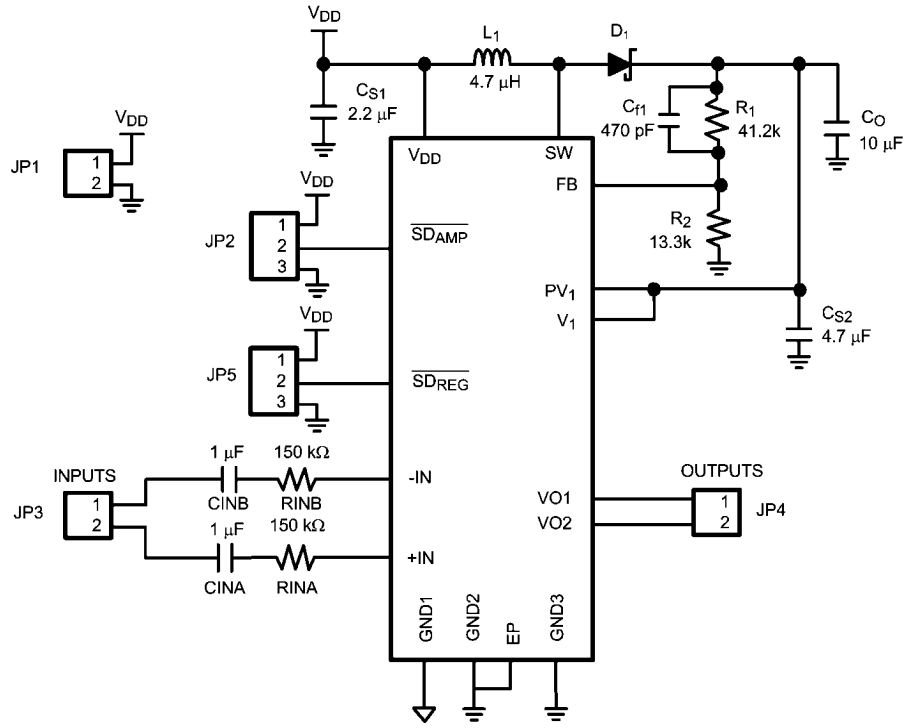 VDD
L1
D1
4.7 μH
CS1
2.2 μF
Cf1
470 pF
R1
41.2k
CO
10 μF
VDD
JP1
1
2
VDD
SW
FB
VDD
JP2
1
2
3
SDAMP
R2
13.3k
PV1
V1
CS2
4.7 μF
VDD
JP5
1
2
3
SDREG
1 μF
150 kΩ
INPUTS
-IN
OUTPUTS
JP3
1
2
CINB
RINB
VO1
VO2
1
2
JP4
1 μF
150 kΩ
+IN
CINA
RINA
GND1
GND2
EP
GND3